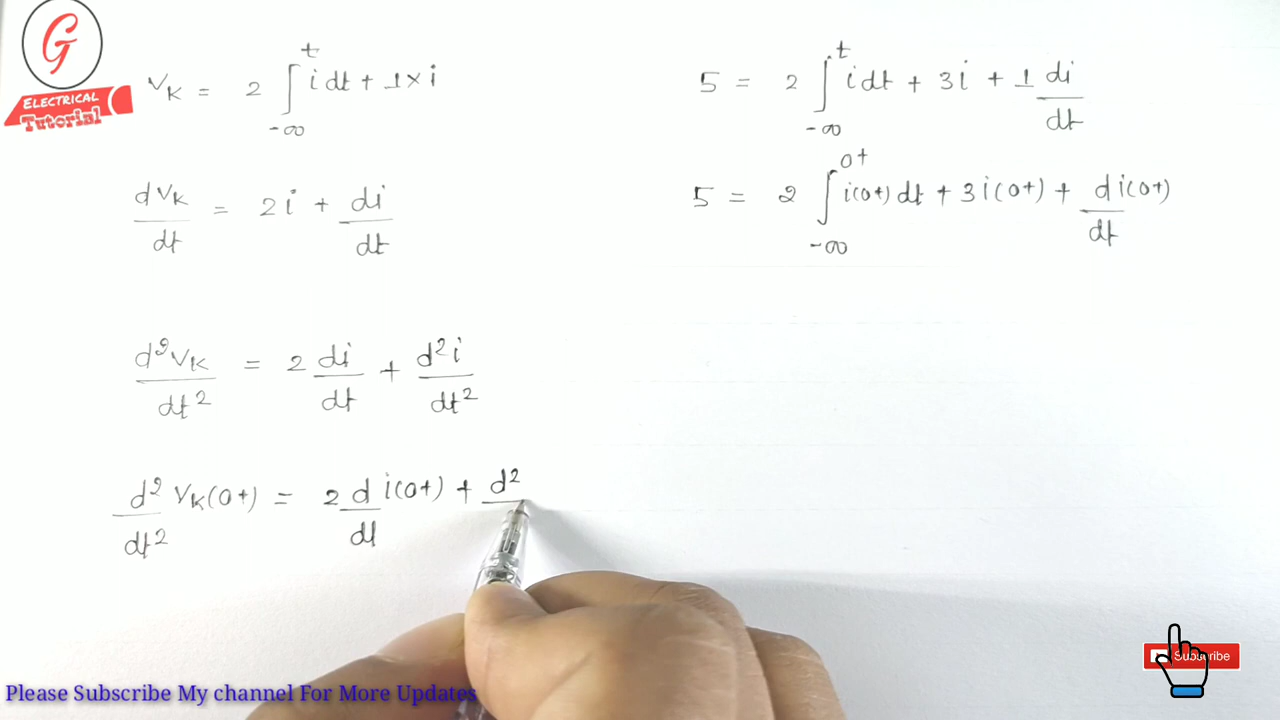 G
ELECTRICAL
Tutorial
V_K = 2 ∫_{-∞}^{t} i dt + 1 × i
dV_K/dt = 2i + di/dt
d²V_K/dt² = 2 di/dt + d²i/dt²
d²/dt² V_K(0+) = 2 d/dt i(0+) + d²
5 = 2 ∫_{-∞}^{t} i dt + 3i + 1 di/dt
5 = 2 ∫_{-∞}^{0+} i(0+) dt + 3i(0+) + d i(0+)/dt
Please Subscribe My channel For More Updates